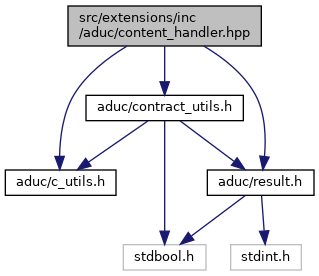 src/extensions/inc
/aduc/content_handler.hpp
aduc/contract_utils.h
aduc/c_utils.h
aduc/result.h
stdbool.h
stdint.h